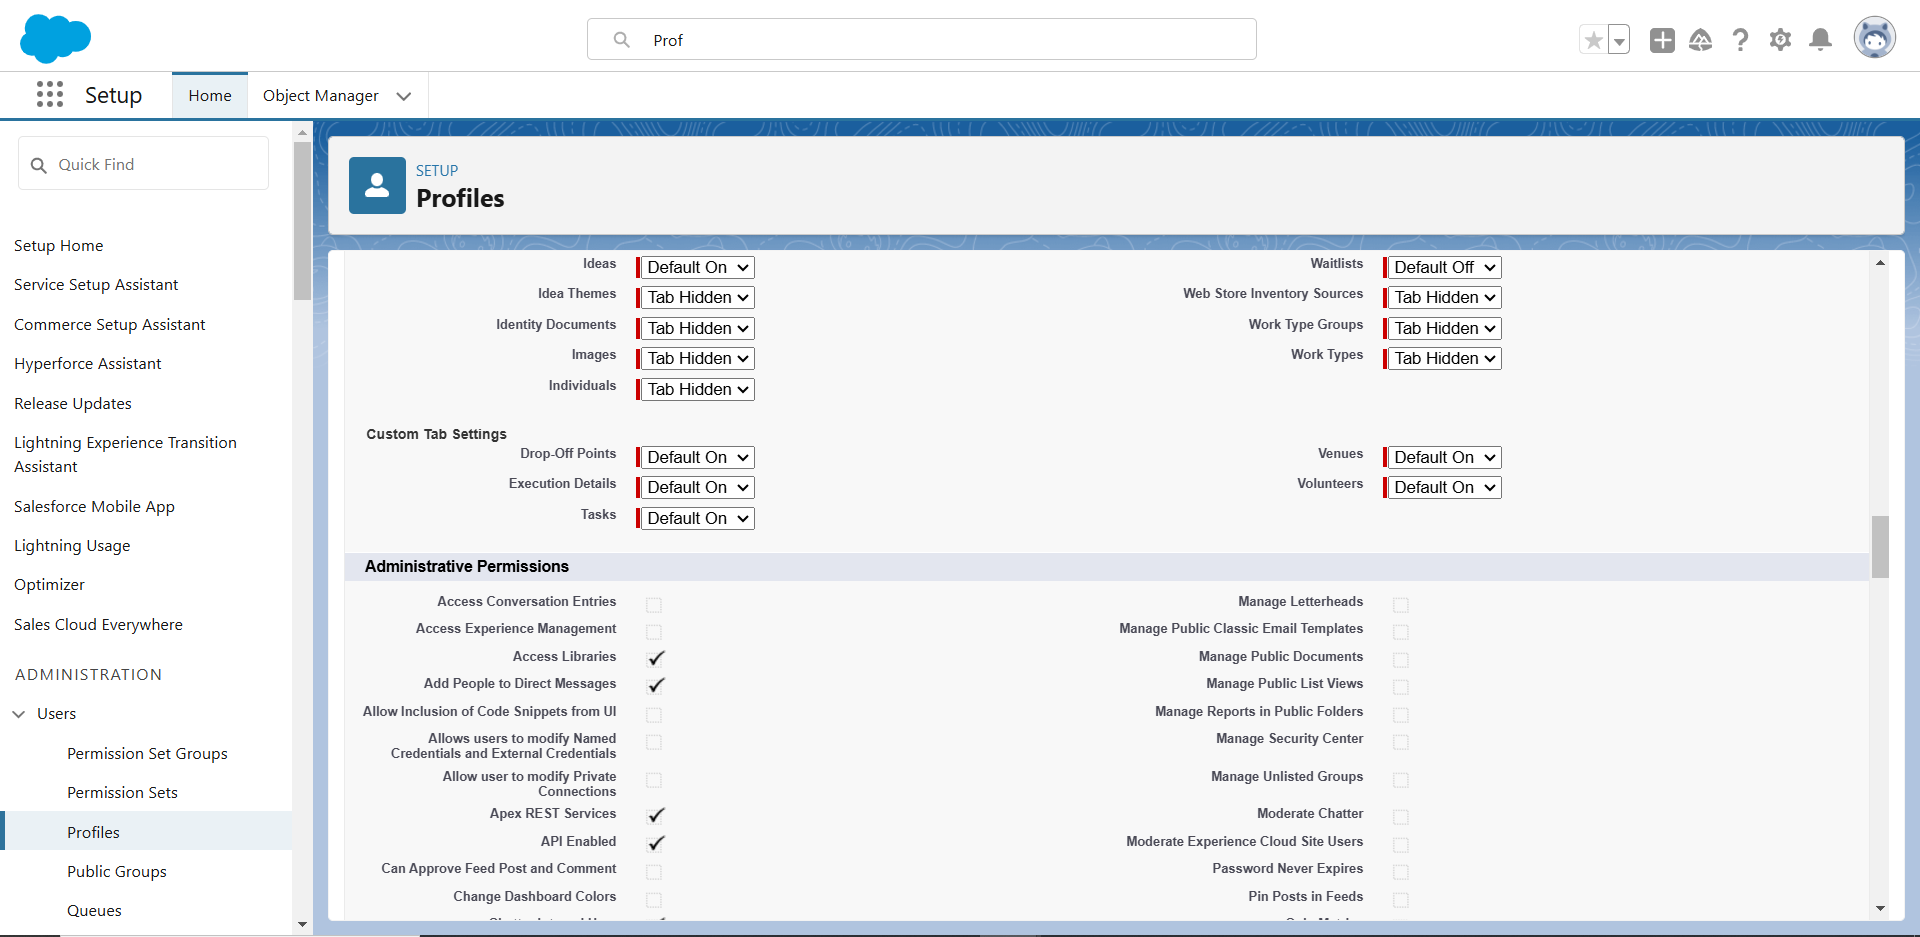 Prof
Setup
Home
Object Manager
Quick Find
Setup Home
Service Setup Assistant
Commerce Setup Assistant
Hyperforce Assistant
Release Updates
Lightning Experience Transition
Assistant
Salesforce Mobile App
Lightning Usage
Optimizer
Sales Cloud Everywhere
ADMINISTRATION
Users
Permission Set Groups
Permission Sets
Profiles
Public Groups
Queues
SETUP
Profiles
Ideas Default On Waitlists Default Off
Idea Themes Tab Hidden Web Store Inventory Sources Tab Hidden
Identity Documents Tab Hidden Work Type Groups Tab Hidden
Images Tab Hidden Work Types Tab Hidden
Individuals Tab Hidden
Custom Tab Settings
Drop-Off Points Default On Venues Default On
Execution Details Default On Volunteers Default On
Tasks Default On
Administrative Permissions
Access Conversation Entries Manage Letterheads
Access Experience Management Manage Public Classic Email Templates
Access Libraries Manage Public Documents
Add People to Direct Messages Manage Public List Views
Allow Inclusion of Code Snippets from UI Manage Reports in Public Folders
Allows users to modify Named Manage Security Center
Credentials and External Credentials
Allow user to modify Private Manage Unlisted Groups
Connections
Apex REST Services Moderate Chatter
API Enabled Moderate Experience Cloud Site Users
Can Approve Feed Post and Comment Password Never Expires
Change Dashboard Colors Pin Posts in Feeds